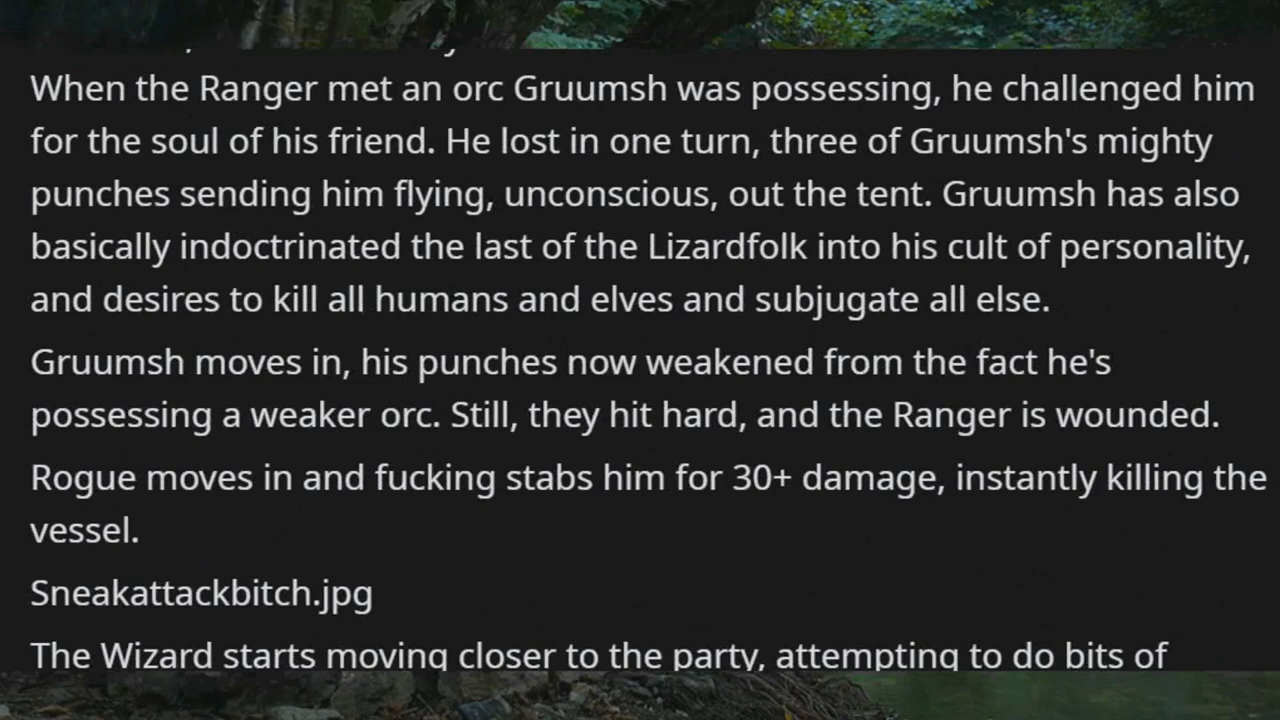 When the Ranger met an orc Gruumsh was possessing, he challenged him
for the soul of his friend. He lost in one turn, three of Gruumsh's mighty
punches sending him flying, unconscious, out the tent. Gruumsh has also
basically indoctrinated the last of the Lizardfolk into his cult of personality,
and desires to kill all humans and elves and subjugate all else.
Gruumsh moves in, his punches now weakened from the fact he's
possessing a weaker orc. Still, they hit hard, and the Ranger is wounded.
Rogue moves in and fucking stabs him for 30+ damage, instantly killing the
vessel.
Sneakattackbitch.jpg
The Wizard starts moving closer to the party, attempting to do bits of